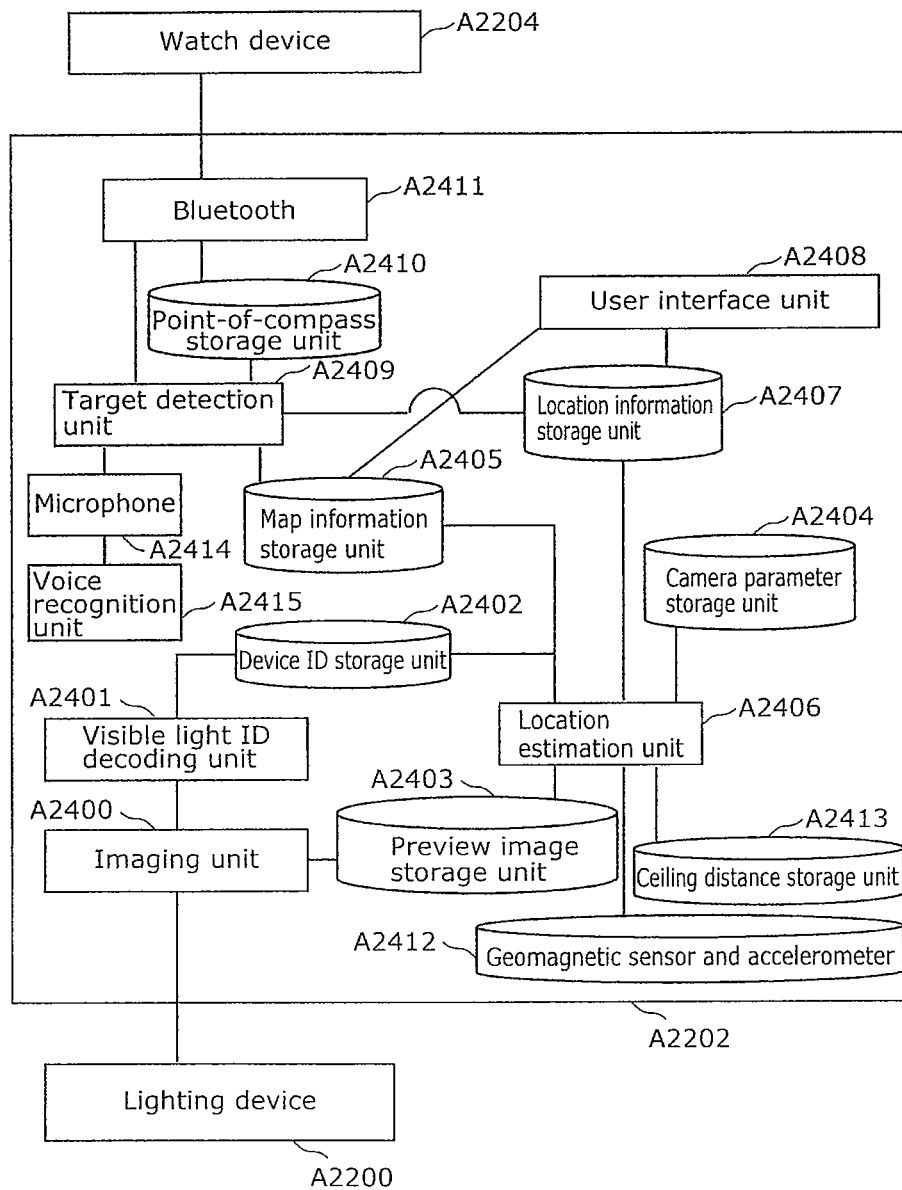 A2204
Watch device
A2411
Bluetooth
A2410
A2408
Point-of-compass
storage unit
User interface unit
A2409
Target detection
unit
Location information
storage unit
A2407
A2405
Microphone
Map information
storage unit
A2404
A2414
Camera parameter
storage unit
Voice
recognition
unit
A2415
A2402
Device ID storage unit
A2401
Visible light ID
decoding unit
Location
estimation unit
A2406
A2403
A2400
Imaging unit
Preview image
storage unit
A2413
Ceiling distance storage unit
A2412
Geomagnetic sensor and accelerometer
A2202
Lighting device
A2200